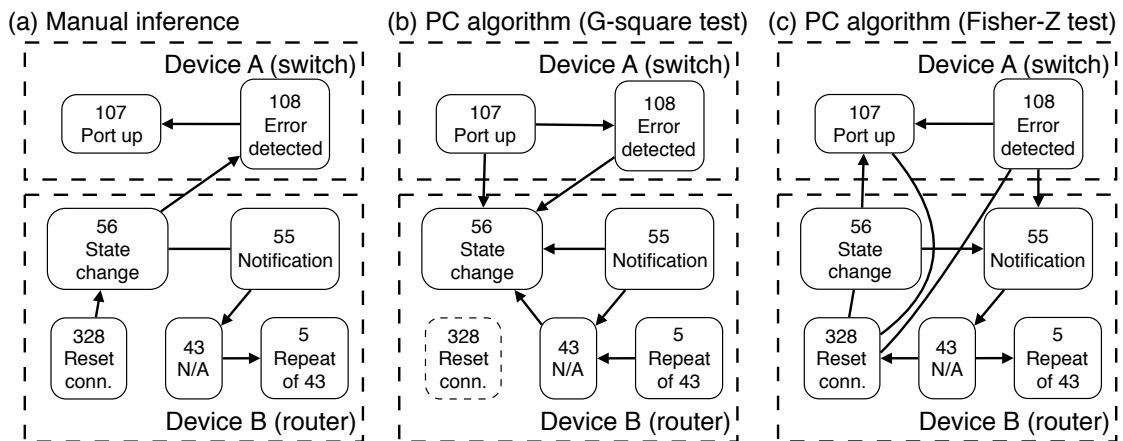 (a) Manual inference
Device A (switch)
107
Port up
108
Error
detected
56
State
change
55
Notification
328
Reset
conn.
43
N/A
5
Repeat
of 43
Device B (router)
(b) PC algorithm (G-square test)
Device A (switch)
107
Port up
108
Error
detected
56
State
change
55
Notification
328
Reset
conn.
43
N/A
5
Repeat
of 43
Device B (router)
(c) PC algorithm (Fisher-Z test)
Device A (switch)
107
Port up
108
Error
detected
56
State
change
55
Notification
328
Reset
conn.
43
N/A
5
Repeat
of 43
Device B (router)